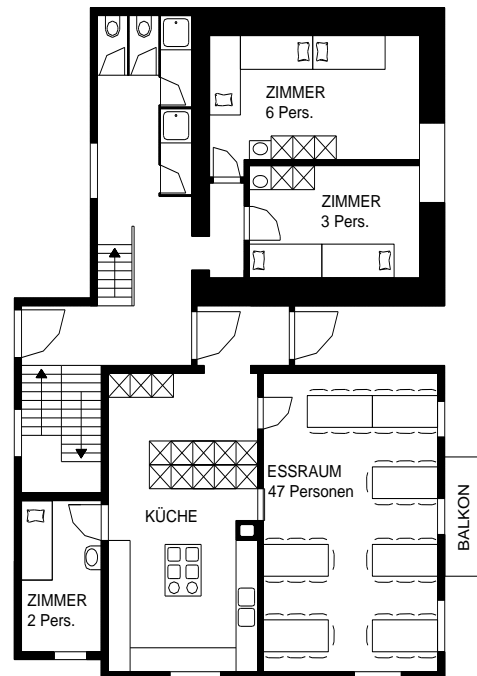 ZIMMER
6 Pers.
ZIMMER
3 Pers.
ESSRAUM
47 Personen
KÜCHE
BALKON
ZIMMER
2 Pers.